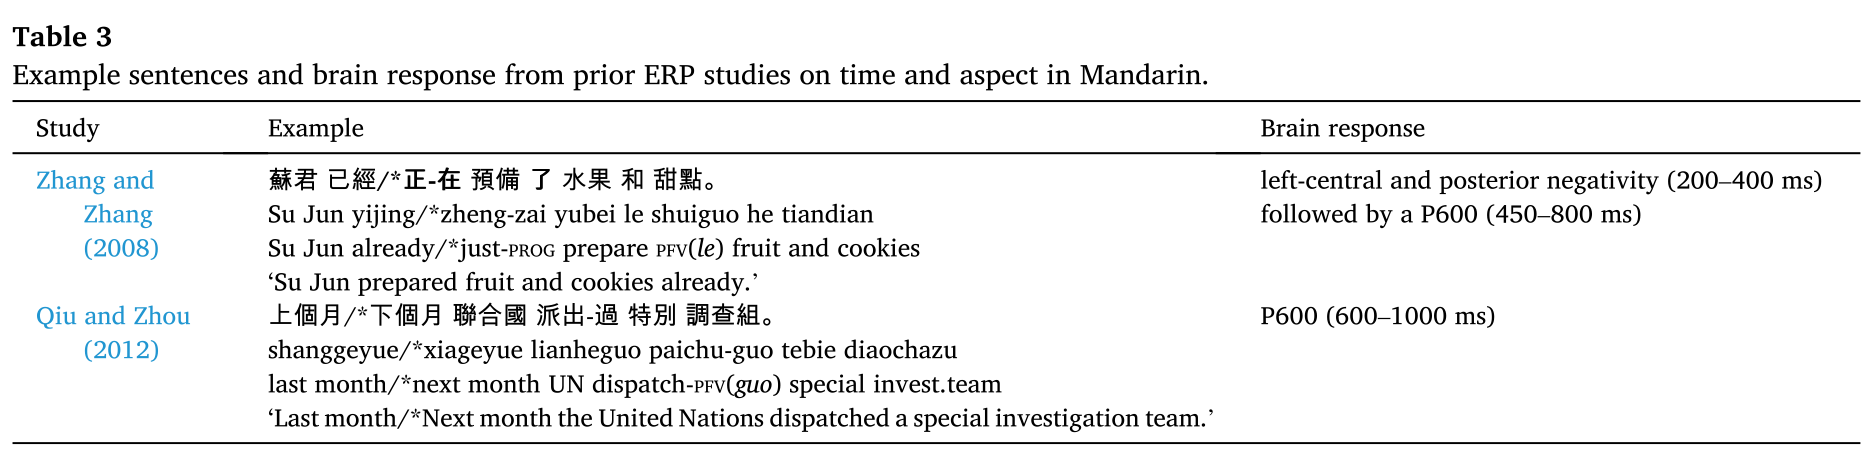 Table 3
Example sentences and brain response from prior ERP studies on time and aspect in Mandarin.
Study Example Brain response
Zhang and 蘇君 已經/*正-在 預備 了 水果 和 甜點。 left-central and posterior negativity (200–400 ms)
Zhang Su Jun yijing/*zheng-zai yubei le shuiguo he tiandian followed by a P600 (450–800 ms)
(2008) Su Jun already/*just-PROG prepare PFV(le) fruit and cookies
‘Su Jun prepared fruit and cookies already.’
Qiu and Zhou 上個月/*下個月 聯合國 派出-過 特別 調查組。 P600 (600–1000 ms)
(2012) shanggeyue/*xiageyue lianheguo paichu-guo tebie diaochazu
last month/*next month UN dispatch-PFV(guo) special invest.team
‘Last month/*Next month the United Nations dispatched a special investigation team.’